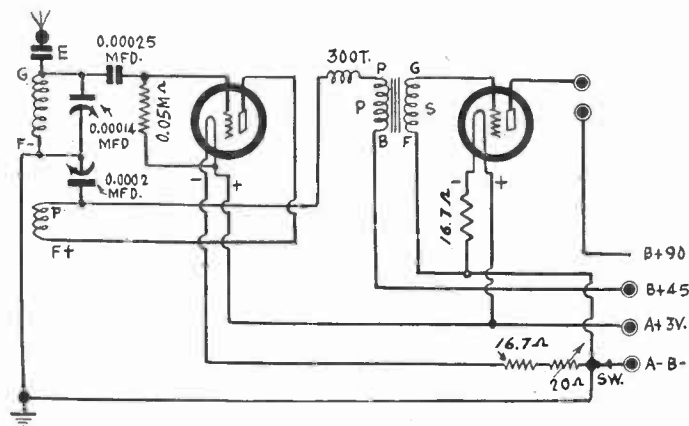 E
0.00025
MFD.
G
0.00014
MFD
F-
0.0002
MFD.
P
F+
0.05MΩ
- +
300T.
P G
P S
B F
- +
16.7Ω
B+90
B+45
A+3V.
16.7Ω
20Ω
SW.
A-B-